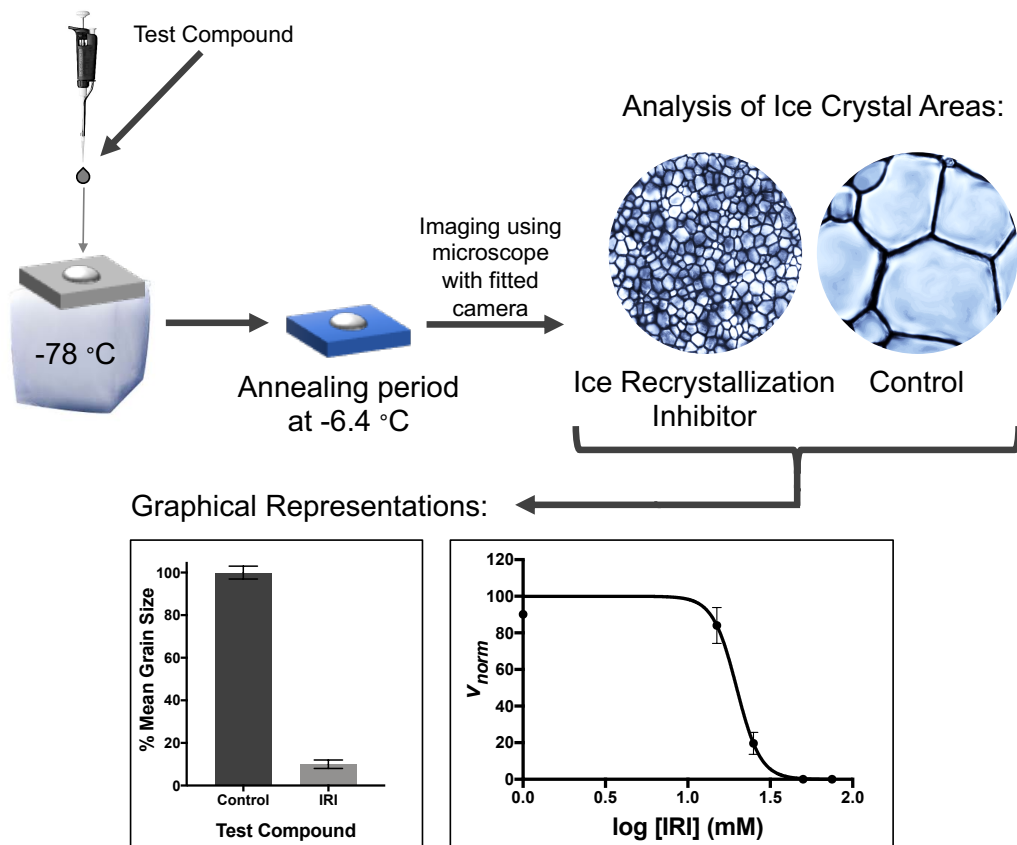 Test Compound
Analysis of Ice Crystal Areas:
Imaging using
microscope
with fitted
camera
-78 °C
Annealing period
at -6.4 °C
Ice Recrystallization
Inhibitor
Control
Graphical Representations:
% Mean Grain Size
100
80
60
40
20
0
Control
IRI
Test Compound
V_norm
120
100
80
60
40
20
0
0.0
0.5
1.0
1.5
2.0
log [IRI] (mM)